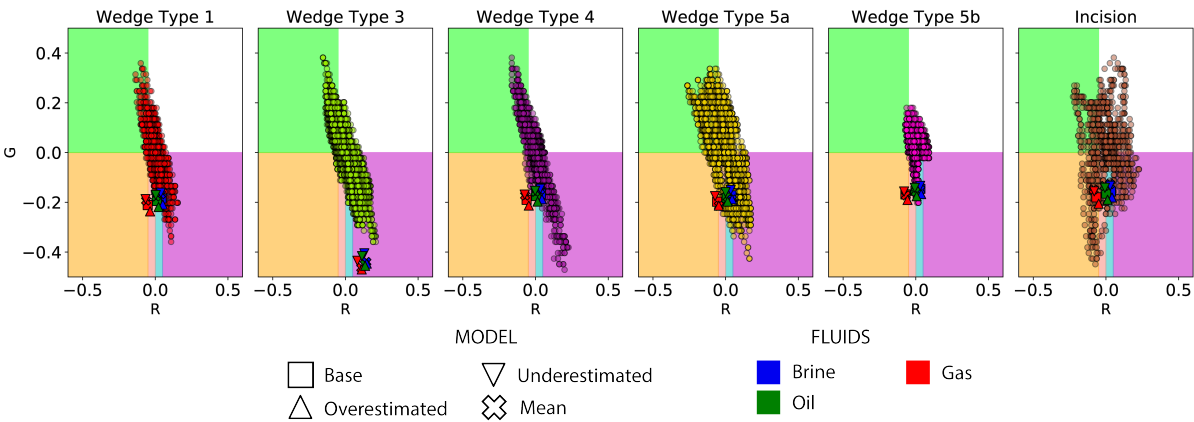 Wedge Type 1 Wedge Type 3 Wedge Type 4 Wedge Type 5a Wedge Type 5b Incision
0.4
0.2
0.0
−0.2
−0.4
G
−0.5 0.0 0.5 −0.5 0.0 0.5 −0.5 0.0 0.5 −0.5 0.0 0.5 −0.5 0.0 0.5 −0.5 0.0 0.5
R R R R R R
MODEL FLUIDS
Base Underestimated Brine Gas
Overestimated Mean Oil